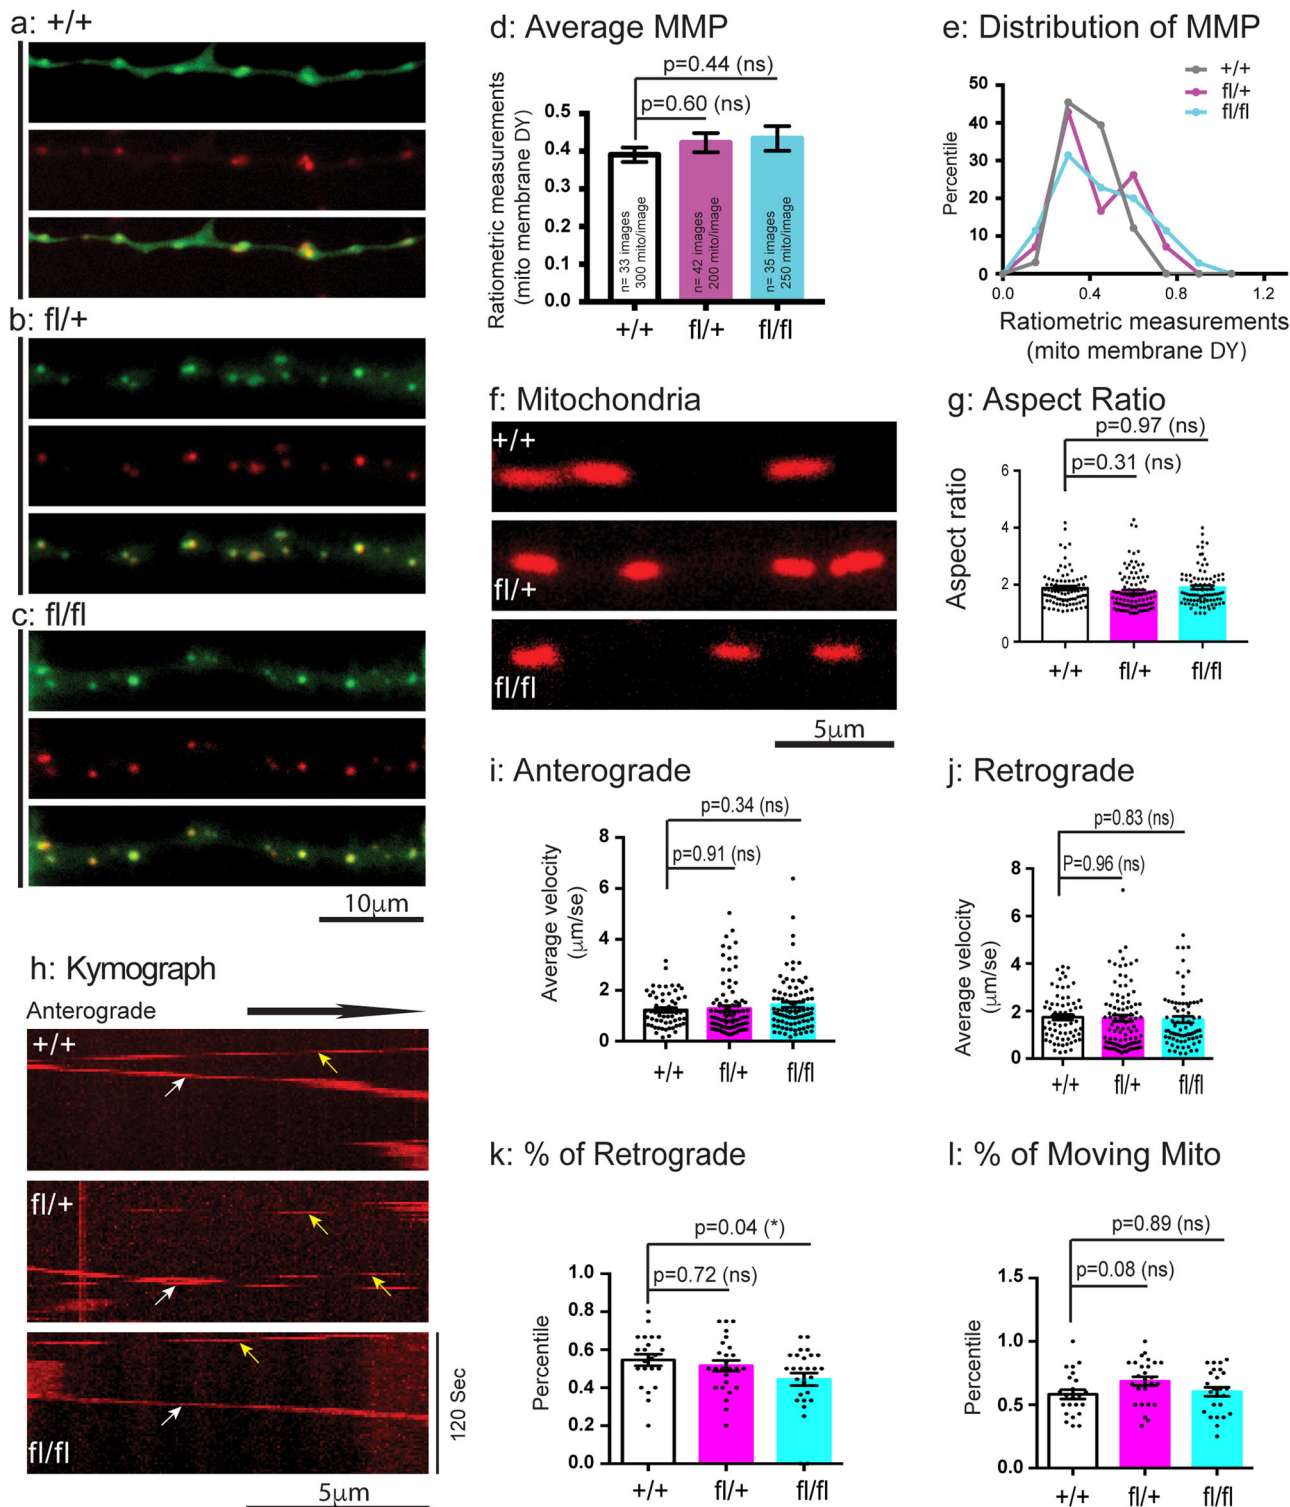 a: +/+
b: fl/+
c: fl/fl
10μm
d: Average MMP
p=0.44 (ns)
p=0.60 (ns)
Ratiometric measurements
(mito membrane DY)
0.5
0.4
0.3
0.2
0.1
0.0
n= 33 images
300 mito/image
n= 42 images
200 mito/image
n= 35 images
250 mito/image
+/+
fl/+
fl/fl
e: Distribution of MMP
+/+
fl/+
fl/fl
Percentile
50
40
30
20
10
0
0.0
0.4
0.8
1.2
Ratiometric measurements
(mito membrane DY)
f: Mitochondria
+/+
fl/+
fl/fl
5μm
g: Aspect Ratio
p=0.97 (ns)
p=0.31 (ns)
Aspect ratio
6
4
2
0
+/+
fl/+
fl/fl
h: Kymograph
Anterograde
+/+
fl/+
fl/fl
120 Sec
5μm
i: Anterograde
p=0.34 (ns)
p=0.91 (ns)
Average velocity
(μm/se)
8
6
4
2
0
+/+
fl/+
fl/fl
j: Retrograde
p=0.83 (ns)
P=0.96 (ns)
Average velocity
(μm/se)
8
6
4
2
0
+/+
fl/+
fl/fl
k: % of Retrograde
p=0.04 (*)
p=0.72 (ns)
Percentile
1.0
0.8
0.6
0.4
0.2
0.0
+/+
fl/+
fl/fl
l: % of Moving Mito
p=0.89 (ns)
p=0.08 (ns)
Percentile
1.5
1.0
0.5
0.0
+/+
fl/+
fl/fl